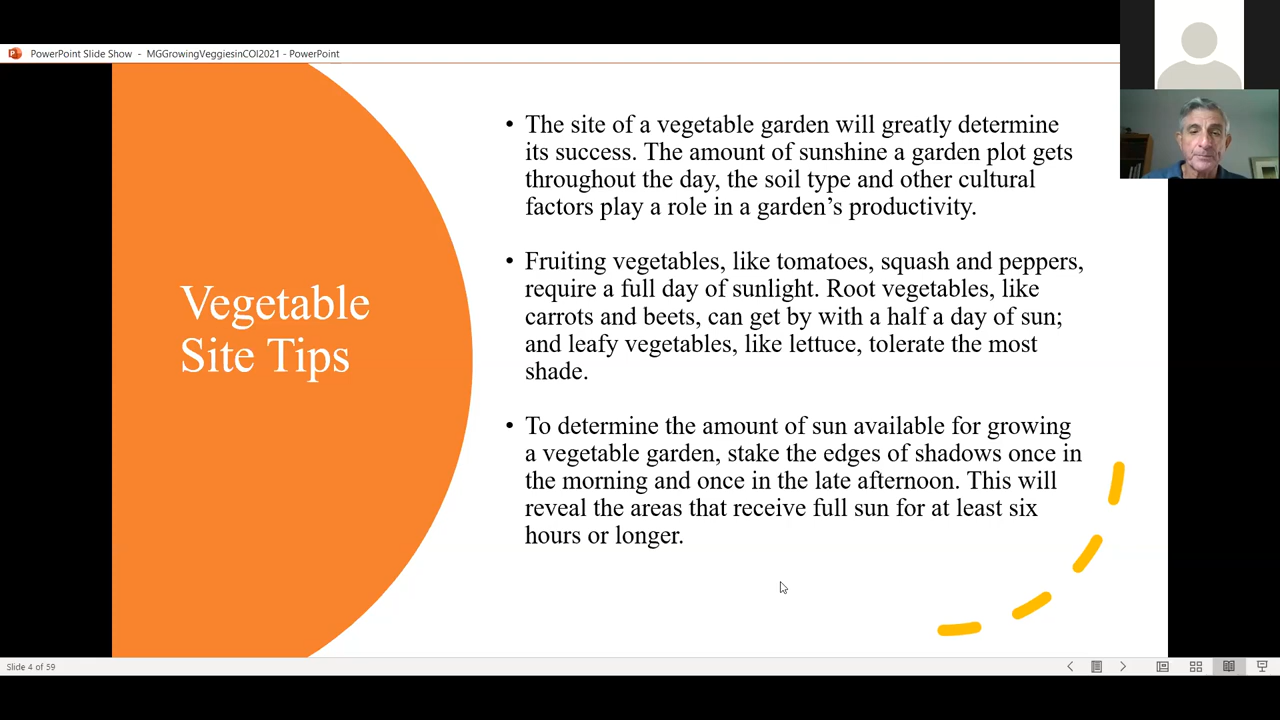 PowerPoint Slide Show - MGGrowingVeggiesinCOI2021 - PowerPoint
Vegetable
Site Tips
• The site of a vegetable garden will greatly determine
its success. The amount of sunshine a garden plot gets
throughout the day, the soil type and other cultural
factors play a role in a garden’s productivity.
• Fruiting vegetables, like tomatoes, squash and peppers,
require a full day of sunlight. Root vegetables, like
carrots and beets, can get by with a half a day of sun;
and leafy vegetables, like lettuce, tolerate the most
shade.
• To determine the amount of sun available for growing
a vegetable garden, stake the edges of shadows once in
the morning and once in the late afternoon. This will
reveal the areas that receive full sun for at least six
hours or longer.
Slide 4 of 59